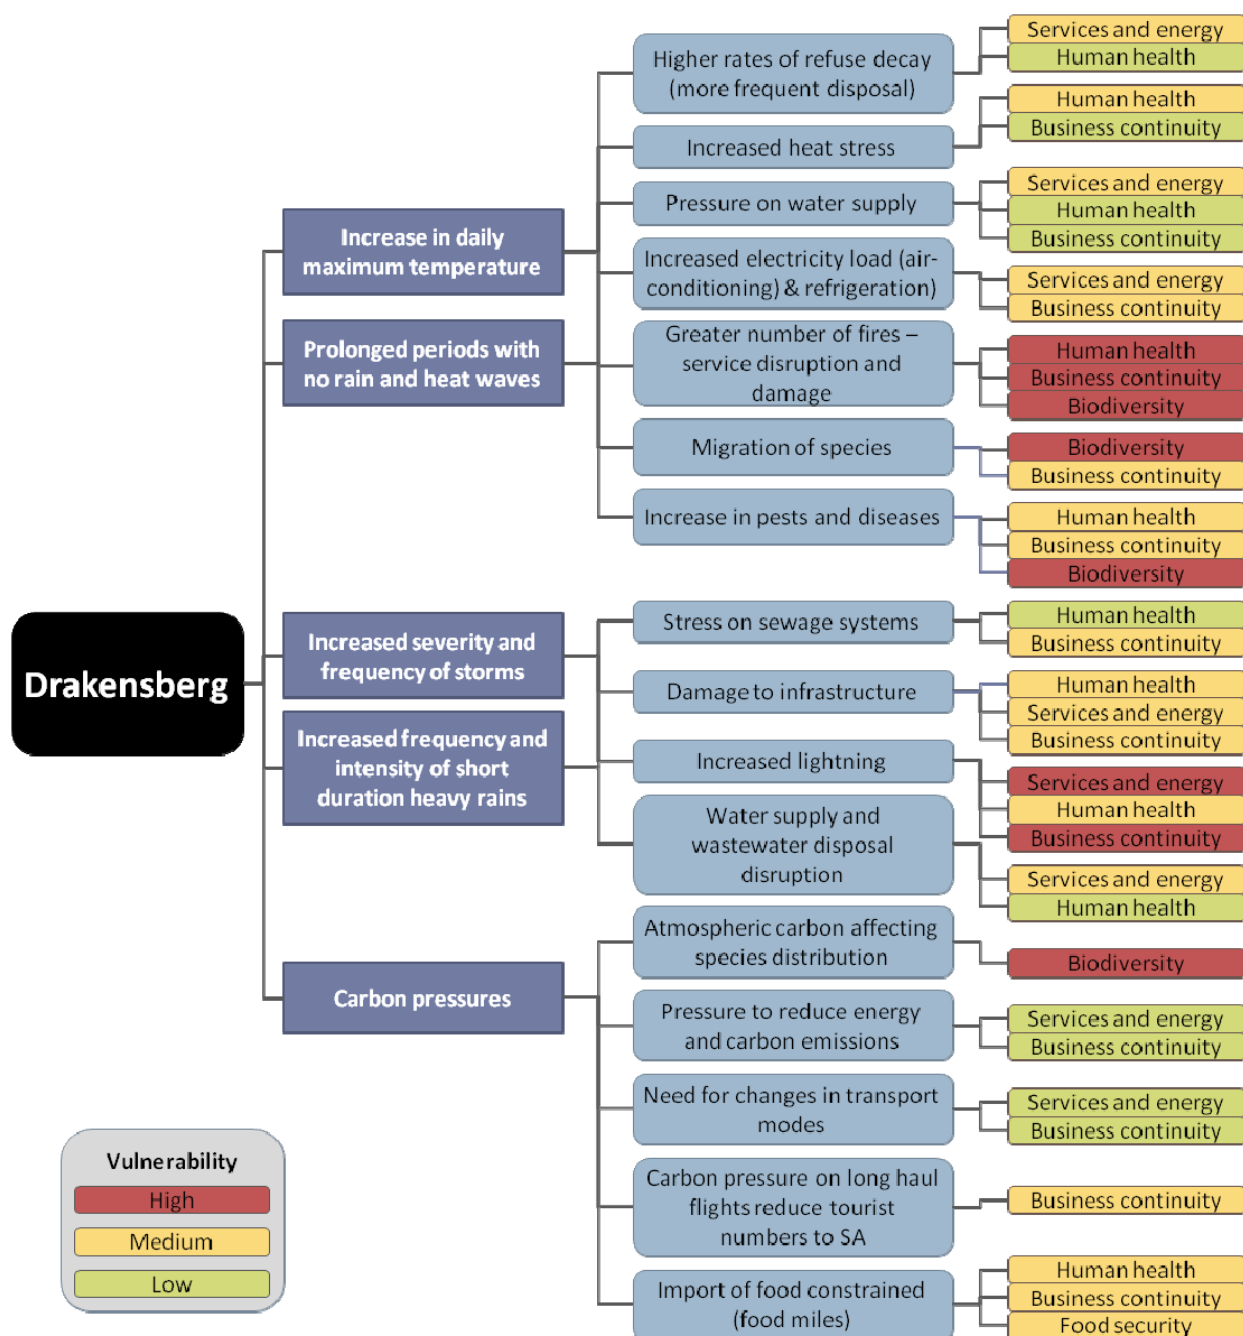 Drakensberg
Increase in daily
maximum temperature
Prolonged periods with
no rain and heat waves
Higher rates of refuse decay
(more frequent disposal)
Services and energy
Human health
Increased heat stress
Human health
Business continuity
Pressure on water supply
Services and energy
Human health
Business continuity
Increased electricity load (air-
conditioning) & refrigeration)
Services and energy
Business continuity
Greater number of fires –
service disruption and
damage
Human health
Business continuity
Biodiversity
Migration of species
Biodiversity
Business continuity
Increase in pests and diseases
Human health
Business continuity
Biodiversity
Increased severity and
frequency of storms
Increased frequency and
intensity of short
duration heavy rains
Stress on sewage systems
Human health
Business continuity
Damage to infrastructure
Human health
Services and energy
Business continuity
Increased lightning
Services and energy
Human health
Business continuity
Water supply and
wastewater disposal
disruption
Services and energy
Human health
Carbon pressures
Atmospheric carbon affecting
species distribution
Biodiversity
Pressure to reduce energy
and carbon emissions
Services and energy
Business continuity
Need for changes in transport
modes
Services and energy
Business continuity
Carbon pressure on long haul
flights reduce tourist
numbers to SA
Business continuity
Import of food constrained
(food miles)
Human health
Business continuity
Food security
Vulnerability
High
Medium
Low